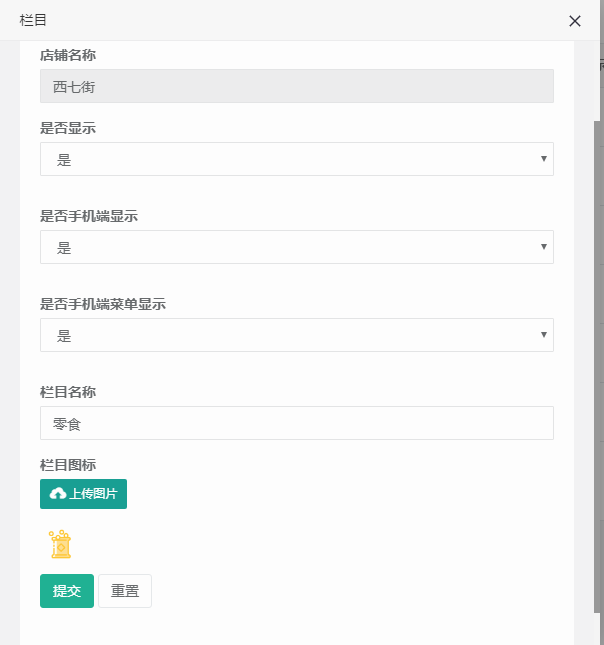 栏目
店铺名称
西七街
是否显示
是
是否手机端显示
是
是否手机端菜单显示
是
栏目名称
零食
栏目图标
上传图片
提交 重置